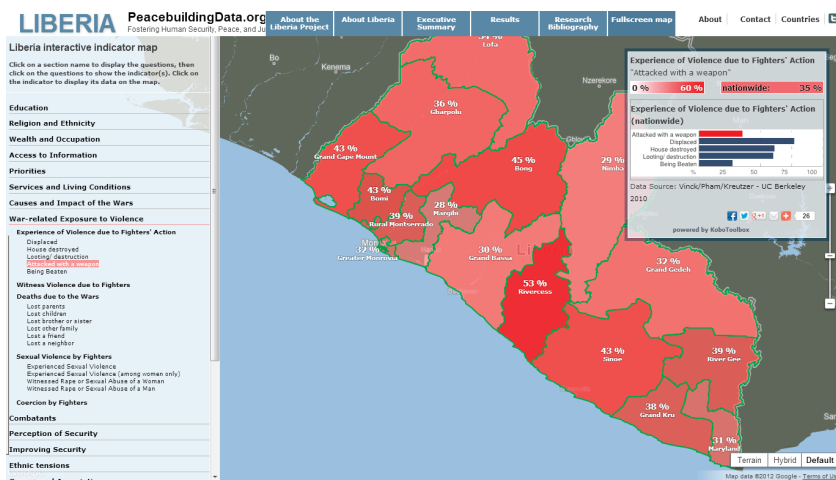 LIBERIA
PeacebuildingData.org
Fostering Human Security, Peace, and Ju
About the
Liberia Project
About Liberia
Executive
Summary
Results
Research
Bibliography
Fullscreen map
About
Contact
Countries
Liberia interactive indicator map
Click on a section name to display the questions, then
click on the questions to show the indicator(s). Click on
the indicator to display its data on the map.
Education
Religion and Ethnicity
Wealth and Occupation
Access to Information
Priorities
Services and Living Conditions
Causes and Impact of the Wars
War-related Exposure to Violence
Experience of Violence due to Fighters' Action
Displaced
House destroyed
Looting/ destruction
Attacked with a weapon
Being Beaten
Witness Violence due to Fighters
Deaths due to the Wars
Lost parents
Lost children
Lost brother or sister
Lost other family
Lost a friend
Lost a neighbor
Sexual Violence by Fighters
Experienced Sexual Violence
Experienced Sexual Violence (among women only)
Witnessed Rape or Sexual Abuse of a Woman
Witnessed Rape or Sexual Abuse of a Man
Coercion by Fighters
Combatants
Perception of Security
Improving Security
Ethnic tensions
Bo
Kenema
Nzerekore
Lofa
36 %
Gbarpolu
43 %
Grand Cape Mount
45 %
Bong
29 %
Nimba
43 %
Bomi
28 %
Margibi
39 %
Rural Montserrado
Mon
32 %
Greater Monrovia
30 %
Grand Bassa
Li
53 %
Rivercess
32 %
Grand Gedeh
43 %
Sinoe
39 %
River Gee
38 %
Grand Kru
31 %
Maryland
San
Experience of Violence due to Fighters' Action
"Attacked with a weapon"
0 % 60 % nationwide: 35 %
Experience of Violence due to Fighters' Action
(nationwide)
Attacked with a weapon
Displaced
House destroyed
Looting/ destruction
Being Beaten
% 25 50 75 100
Data Source: Vinck/Pham/Kreutzer - UC Berkeley
2010
26
powered by KoboToolbox
Terrain Hybrid Default
Map data ©2012 Google - Terms of Us